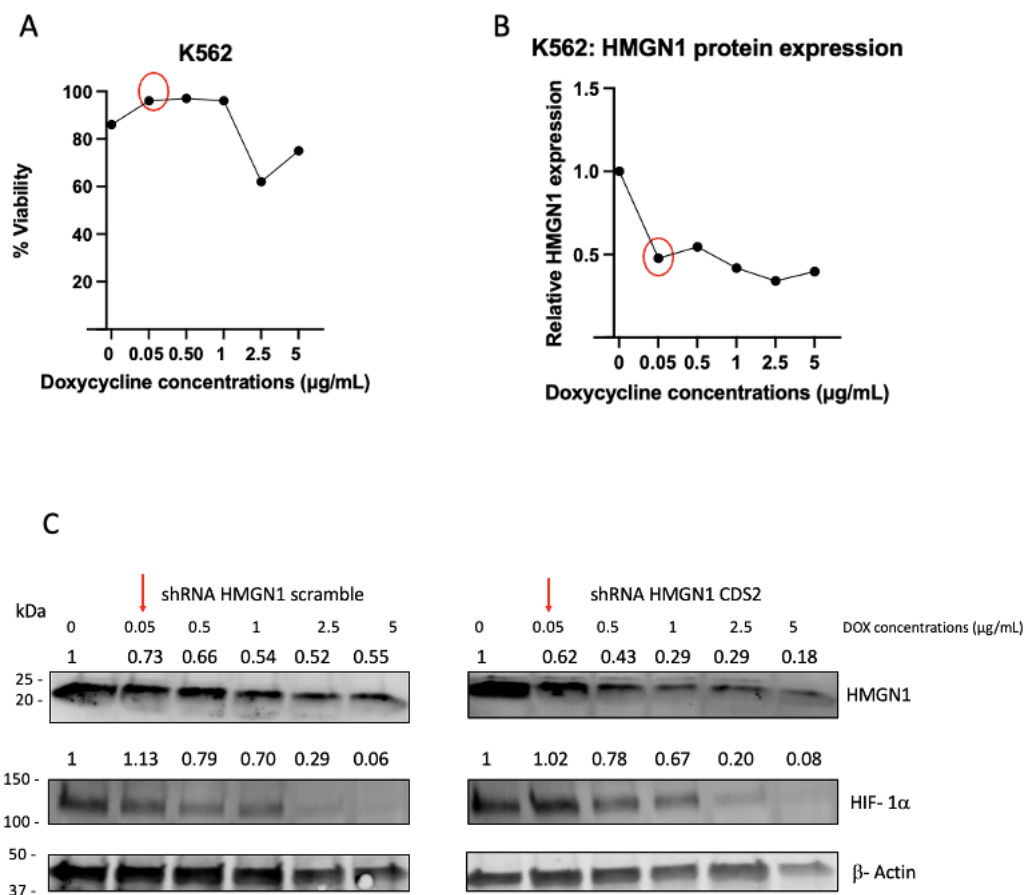 A
K562
% Viability
100
80
60
40
20
0 0.05 0.50 1 2.5 5
Doxycycline concentrations (µg/mL)
B
K562: HMGN1 protein expression
Relative HMGN1 expression
1.5
1.0
0.5
0 0.05 0.5 1 2.5 5
Doxycycline concentrations (µg/mL)
C
shRNA HMGN1 scramble
shRNA HMGN1 CDS2
kDa
0 0.05 0.5 1 2.5 5
0 0.05 0.5 1 2.5 5
DOX concentrations (µg/mL)
1 0.73 0.66 0.54 0.52 0.55
1 0.62 0.43 0.29 0.29 0.18
25 -
20 -
HMGN1
1 1.13 0.79 0.70 0.29 0.06
1 1.02 0.78 0.67 0.20 0.08
150 -
100 -
HIF- 1α
50 -
37 -
β- Actin